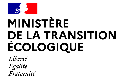 MINISTÈRE
DE LA TRANSITION
ÉCOLOGIQUE
Liberté
Égalité
Fraternité